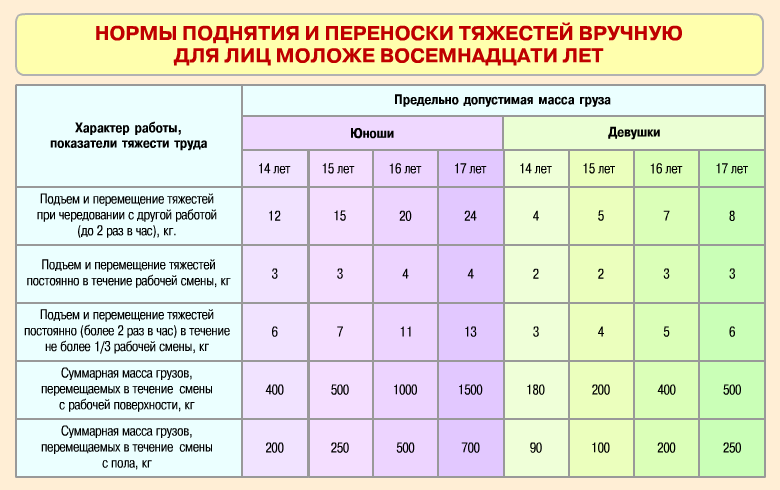 НОРМЫ ПОДНЯТИЯ И ПЕРЕНОСКИ ТЯЖЕСТЕЙ ВРУЧНУЮ
ДЛЯ ЛИЦ МОЛОЖЕ ВОСЕМНАДЦАТИ ЛЕТ
Характер работы,
показатели тяжести труда
Предельно допустимая масса груза
Юноши Девушки
14 лет 15 лет 16 лет 17 лет 14 лет 15 лет 16 лет 17 лет
Подъем и перемещение тяжестей
при чередовании с другой работой
(до 2 раз в час), кг.
12 15 20 24 4 5 7 8
Подъем и перемещение тяжестей
постоянно в течение рабочей смены, кг
3 3 4 4 2 2 3 3
Подъем и перемещение тяжестей
постоянно (более 2 раз в час) в течение
не более 1/3 рабочей смены, кг
6 7 11 13 3 4 5 6
Суммарная масса грузов,
перемещаемых в течение смены
с рабочей поверхности, кг
400 500 1000 1500 180 200 400 500
Суммарная масса грузов,
перемещаемых в течение смены
с пола, кг
200 250 500 700 90 100 200 250